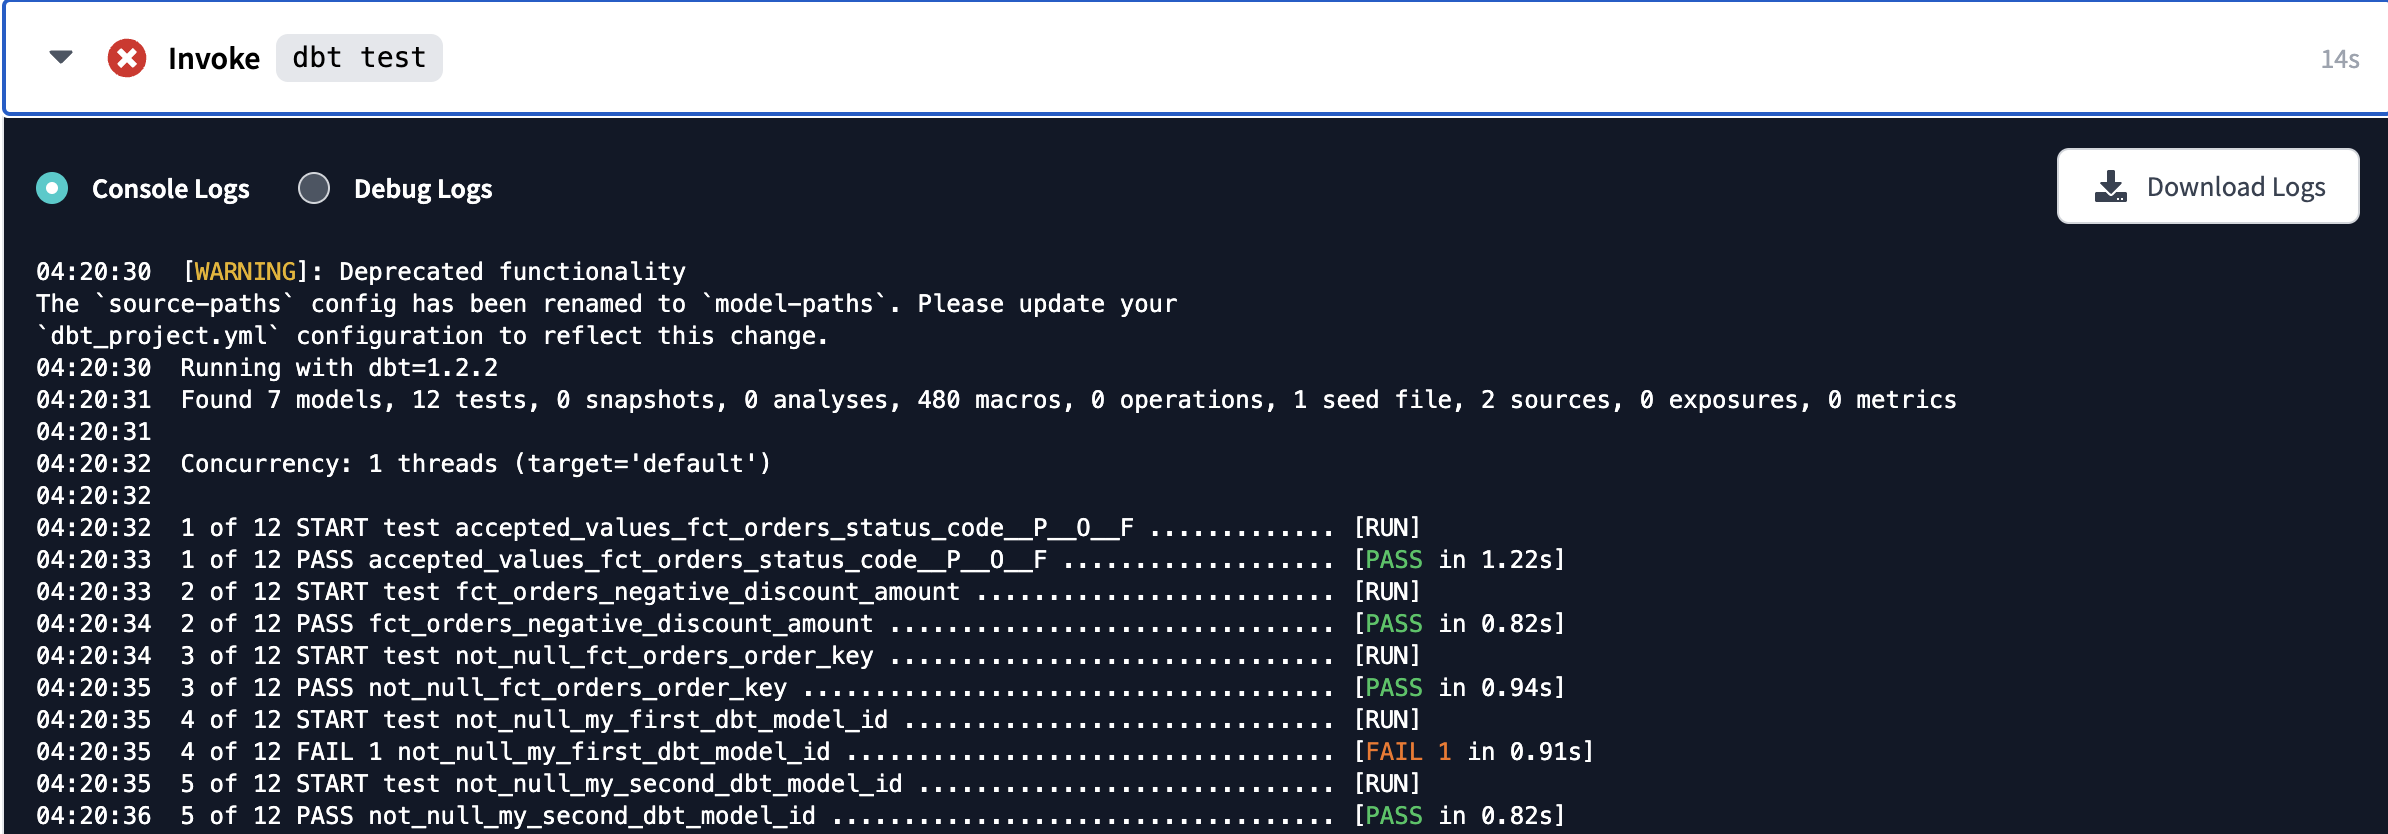 Invoke dbt test 14s
Console Logs Debug Logs Download Logs
04:20:30  [WARNING]: Deprecated functionality
The `source-paths` config has been renamed to `model-paths`. Please update your
`dbt_project.yml` configuration to reflect this change.
04:20:30  Running with dbt=1.2.2
04:20:31  Found 7 models, 12 tests, 0 snapshots, 0 analyses, 480 macros, 0 operations, 1 seed file, 2 sources, 0 exposures, 0 metrics
04:20:31
04:20:32  Concurrency: 1 threads (target='default')
04:20:32
04:20:32  1 of 12 START test accepted_values_fct_orders_status_code__P__O__F ............. [RUN]
04:20:33  1 of 12 PASS accepted_values_fct_orders_status_code__P__O__F ................... [PASS in 1.22s]
04:20:33  2 of 12 START test fct_orders_negative_discount_amount ......................... [RUN]
04:20:34  2 of 12 PASS fct_orders_negative_discount_amount ............................... [PASS in 0.82s]
04:20:34  3 of 12 START test not_null_fct_orders_order_key ............................... [RUN]
04:20:35  3 of 12 PASS not_null_fct_orders_order_key ..................................... [PASS in 0.94s]
04:20:35  4 of 12 START test not_null_my_first_dbt_model_id .............................. [RUN]
04:20:35  4 of 12 FAIL 1 not_null_my_first_dbt_model_id .................................. [FAIL 1 in 0.91s]
04:20:35  5 of 12 START test not_null_my_second_dbt_model_id ............................. [RUN]
04:20:36  5 of 12 PASS not_null_my_second_dbt_model_id ................................... [PASS in 0.82s]